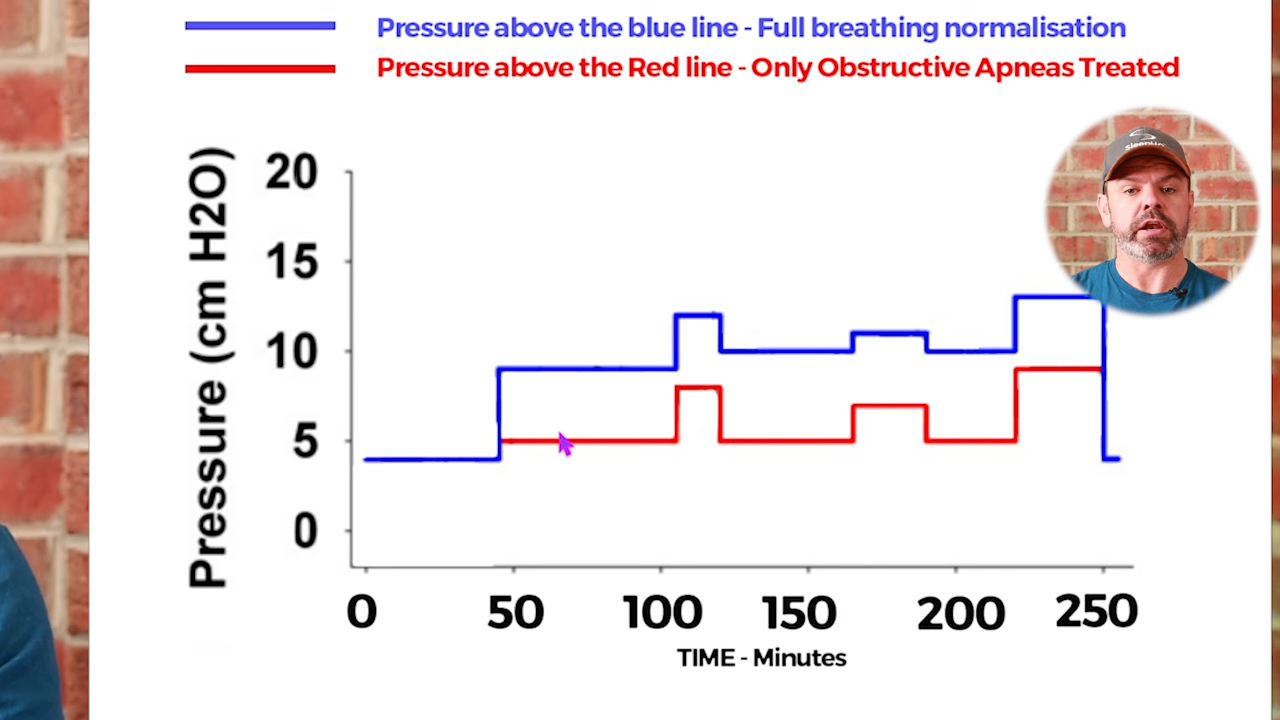 Pressure above the blue line - Full breathing normalisation
Pressure above the Red line - Only Obstructive Apneas Treated
Pressure (cm H2O)
20
15
10
5
0
0 50 100 150 200 250
TIME - Minutes